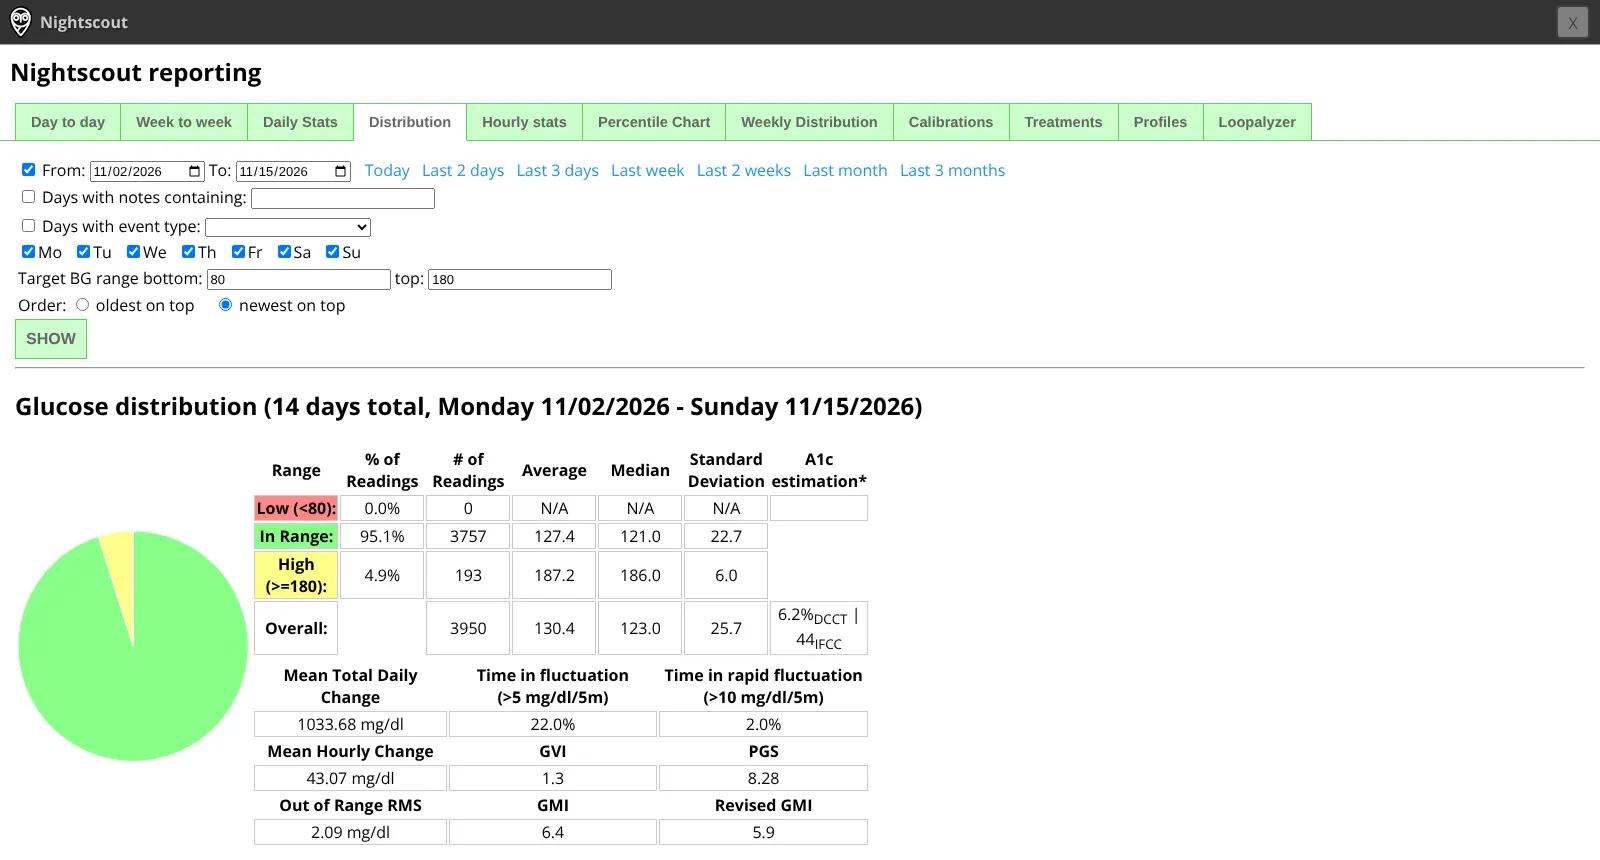 Nightscout
X
Nightscout reporting
Day to day Week to week Daily Stats Distribution Hourly stats Percentile Chart Weekly Distribution Calibrations Treatments Profiles Loopalyzer
From: 11/02/2026 To: 11/15/2026 Today Last 2 days Last 3 days Last week Last 2 weeks Last month Last 3 months
Days with notes containing:
Days with event type:
Mo Tu We Th Fr Sa Su
Target BG range bottom: 80 top: 180
Order: oldest on top newest on top
SHOW
Glucose distribution (14 days total, Monday 11/02/2026 - Sunday 11/15/2026)
Range % of Readings # of Readings Average Median Standard Deviation A1c estimation*
Low (<80): 0.0% 0 N/A N/A N/A
In Range: 95.1% 3757 127.4 121.0 22.7
High (>=180): 4.9% 193 187.2 186.0 6.0
Overall: 3950 130.4 123.0 25.7 6.2%DCCT | 44IFCC
Mean Total Daily Change Time in fluctuation (>5 mg/dl/5m) Time in rapid fluctuation (>10 mg/dl/5m)
1033.68 mg/dl 22.0% 2.0%
Mean Hourly Change GVI PGS
43.07 mg/dl 1.3 8.28
Out of Range RMS GMI Revised GMI
2.09 mg/dl 6.4 5.9